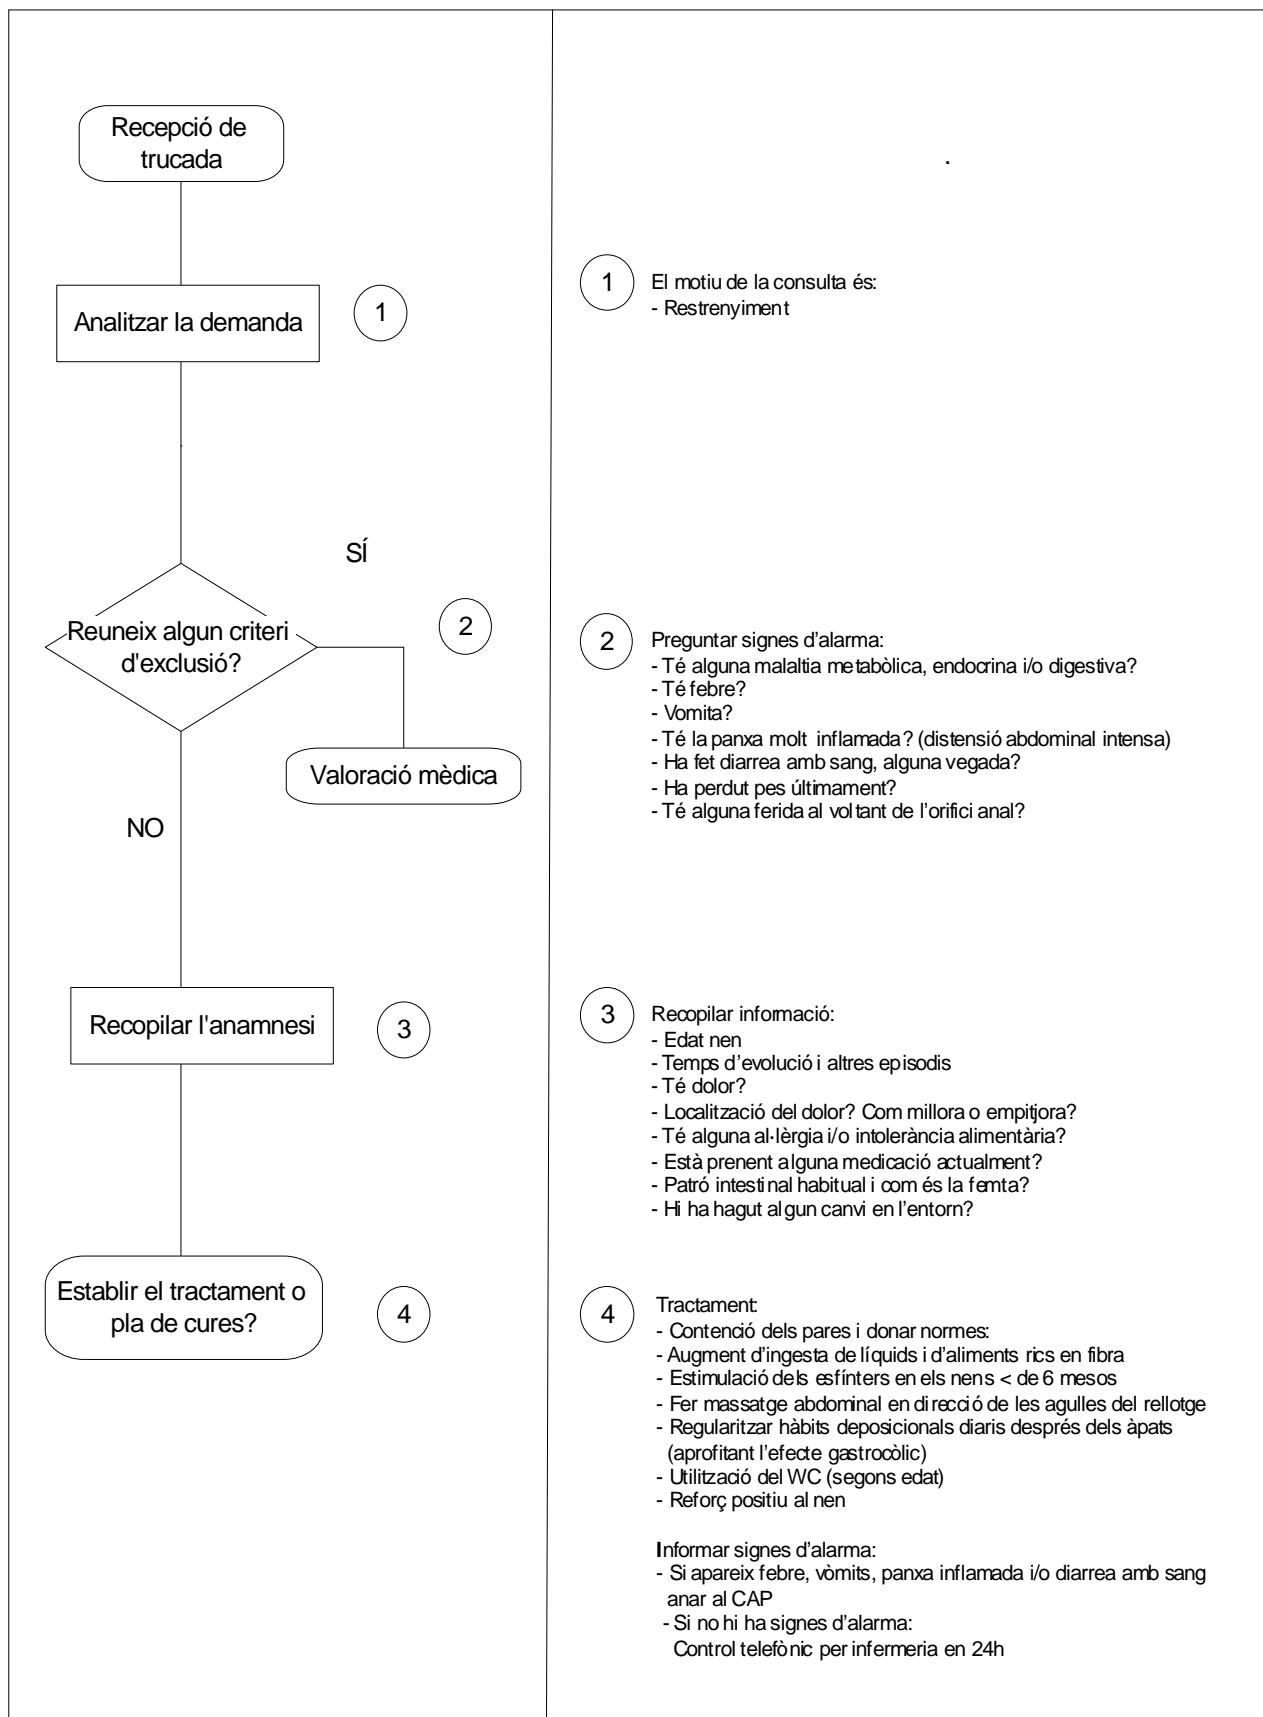 Recepció de
trucada
.
Analitzar la demanda
1
1
El motiu de la consulta és:
- Restrenyiment
SÍ
Reuneix algun criteri
d'exclusió?
2
Valoració mèdica
NO
2
Preguntar signes d’alarma:
- Té alguna malaltia metabòlica, endocrina i/o digestiva?
- Té febre?
- Vomita?
- Té la panxa molt inflamada? (distensió abdominal intensa)
- Ha fet diarrea amb sang, alguna vegada?
- Ha perdut pes últimament?
- Té alguna ferida al voltant de l’orifici anal?
Recopilar l'anamnesi
3
3
Recopilar informació:
- Edat nen
- Temps d’evolució i altres episodis
- Té dolor?
- Localització del dolor? Com millora o empitjora?
- Té alguna al·lèrgia i/o intolerància alimentària?
- Està prenent alguna medicació actualment?
- Patró intestinal habitual i com és la femta?
- Hi ha hagut algun canvi en l’entorn?
Establir el tractament o
pla de cures?
4
4
Tractament:
- Contenció dels pares i donar normes:
- Augment d’ingesta de líquids i d’aliments rics en fibra
- Estimulació dels esfínters en els nens < de 6 mesos
- Fer massatge abdominal en direcció de les agulles del rellotge
- Regularitzar hàbits deposicionals diaris després dels àpats
(aprofitant l’efecte gastrocòlic)
- Utilització del WC (segons edat)
- Reforç positiu al nen
Informar signes d’alarma:
- Si apareix febre, vòmits, panxa inflamada i/o diarrea amb sang
anar al CAP
- Si no hi ha signes d’alarma:
Control telefònic per infermeria en 24h